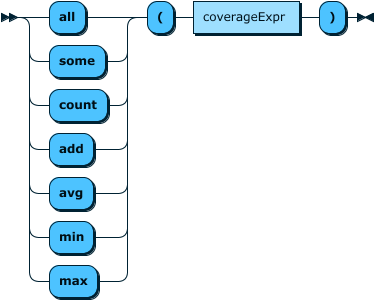 all ( coverageExpr )
some
count
add
avg
min
max